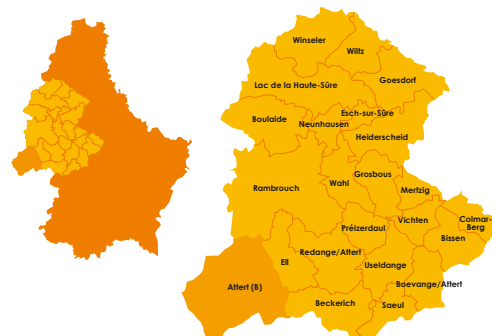 Winseler
Wiltz
Goesdorf
Lac de la Haute-Sûre
Esch-sur-Sûre
Boulaide
Neunhausen
Heiderscheid
Grosbous
Rambrouch
Wahl
Mertzig
Préizerdaul
Vichten
Colmar-
Berg
Bissen
Redange/Attert
Ell
Useldange
Attert (B)
Boevange/Attert
Beckerich
Saeul